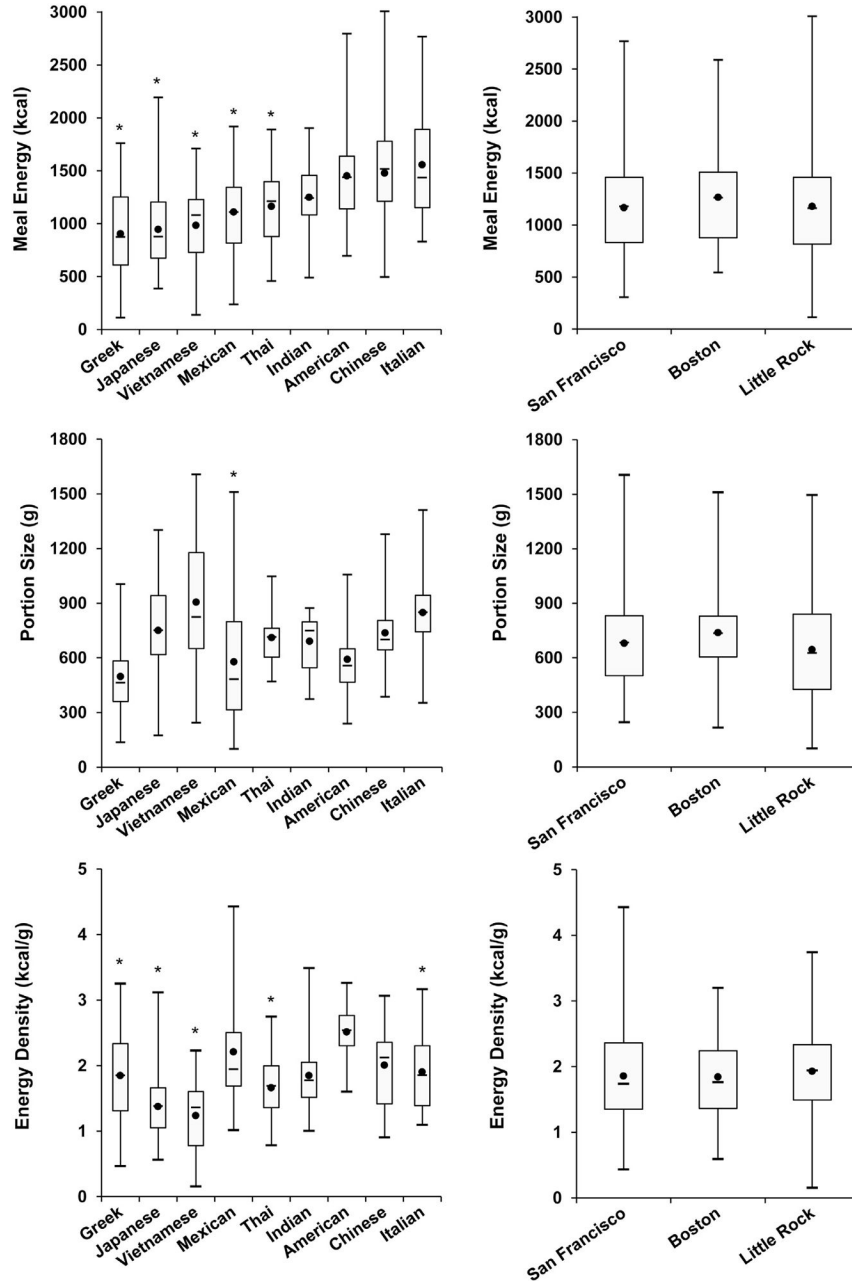 Meal Energy (kcal)
3000
2500
2000
1500
1000
500
0
* * * * *
Greek
Japanese
Vietnamese
Mexican
Thai
Indian
American
Chinese
Italian
Meal Energy (kcal)
3000
2500
2000
1500
1000
500
0
San Francisco
Boston
Little Rock
Portion Size (g)
1800
1500
1200
900
600
300
0
*
Greek
Japanese
Vietnamese
Mexican
Thai
Indian
American
Chinese
Italian
Portion Size (g)
1800
1500
1200
900
600
300
0
San Francisco
Boston
Little Rock
Energy Density (kcal/g)
5
4
3
2
1
0
* * * * *
Greek
Japanese
Vietnamese
Mexican
Thai
Indian
American
Chinese
Italian
Energy Density (kcal/g)
5
4
3
2
1
0
San Francisco
Boston
Little Rock